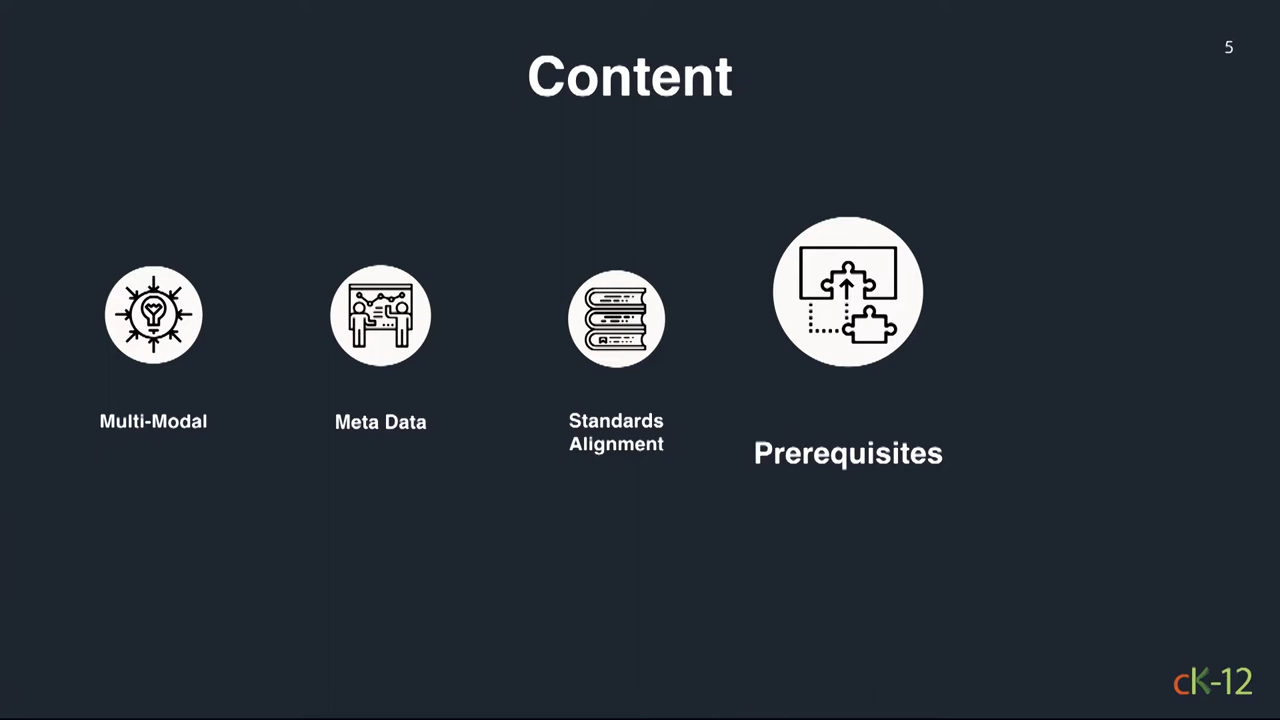 5
Content
Multi-Modal
Meta Data
Standards
Alignment
Prerequisites
cK-12